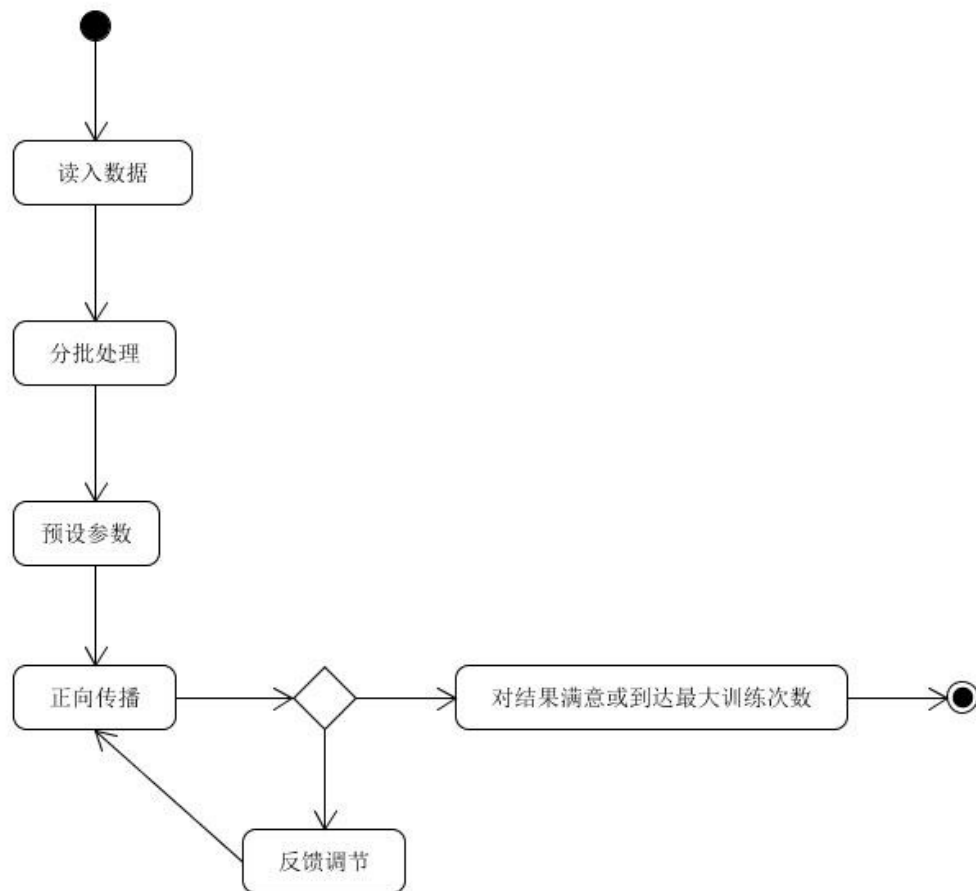 读入数据
分批处理
预设参数
正向传播
对结果满意或到达最大训练次数
反馈调节